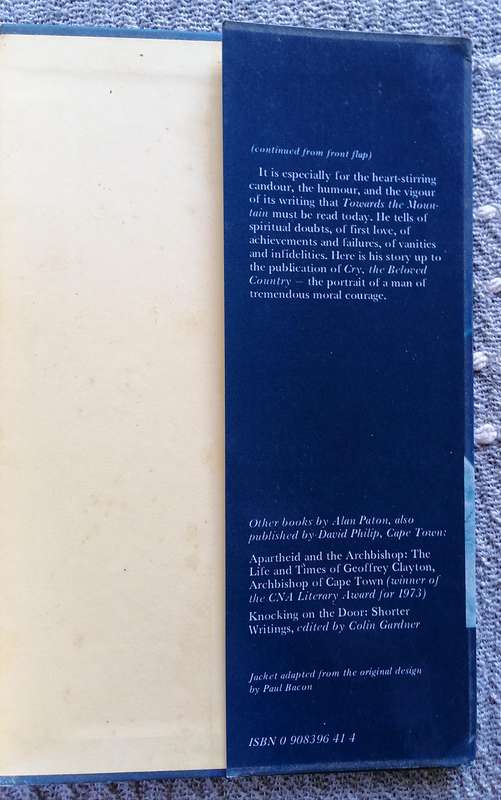 (continued from front flap)
It is especially for the heart-stirring
candour, the humour, and the vigour
of its writing that Towards the Moun-
tain must be read today. He tells of
spiritual doubts, of first love, of
achievements and failures, of vanities
and infidelities. Here is his story up to
the publication of Cry, the Beloved
Country — the portrait of a man of
tremendous moral courage.
Other books by Alan Paton, also
published by David Philip, Cape Town:
Apartheid and the Archbishop: The
Life and Times of Geoffrey Clayton,
Archbishop of Cape Town (winner of
the CNA Literary Award for 1973)
Knocking on the Door: Shorter
Writings, edited by Colin Gardner
Jacket adapted from the original design
by Paul Bacon
ISBN 0 908396 41 4